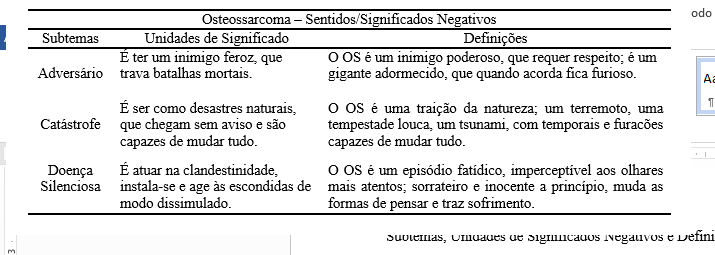 Osteossarcoma – Sentidos/Significados Negativos
Subtemas Unidades de Significado Definições
Adversário
É ter um inimigo feroz, que
trava batalhas mortais.
O OS é um inimigo poderoso, que requer respeito; é um
gigante adormecido, que quando acorda fica furioso.
Catástrofe
É ser como desastres naturais,
que chegam sem aviso e são
capazes de mudar tudo.
O OS é uma traição da natureza; um terremoto, uma
tempestade louca, um tsunami, com temporais e furacões
capazes de mudar tudo.
Doença
Silenciosa
É atuar na clandestinidade,
instala-se e age às escondidas de
modo dissimulado.
O OS é um episódio fatídico, imperceptível aos olhares
mais atentos; sorrateiro e inocente a princípio, muda as
formas de pensar e traz sofrimento.
Subtemas, Unidades de Significados Negativos e Defini
odo
Aa
¶
3